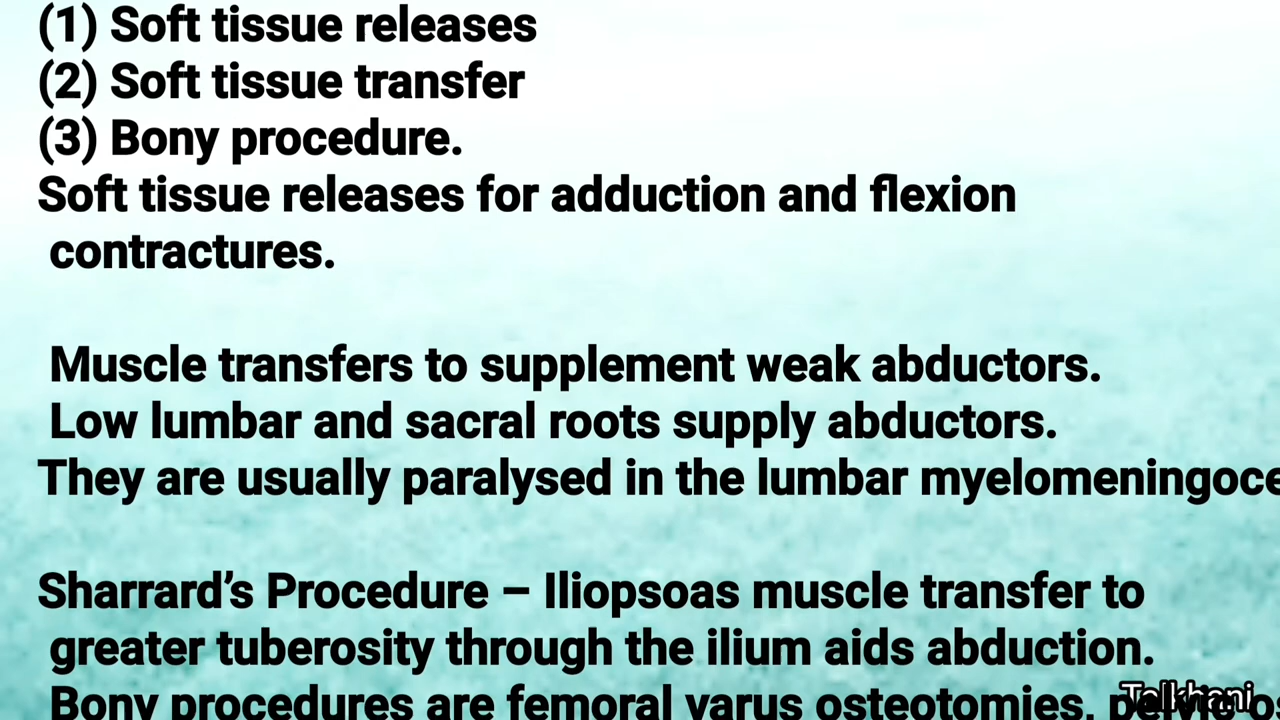 (1) Soft tissue releases
(2) Soft tissue transfer
(3) Bony procedure.
Soft tissue releases for adduction and flexion
contractures.
Muscle transfers to supplement weak abductors.
Low lumbar and sacral roots supply abductors.
They are usually paralysed in the lumbar
Sharrard’s Procedure – Iliopsoas muscle transfer to
greater tuberosity through the ilium aids abduction.
Bony procedures are femoral varus osteotomies,